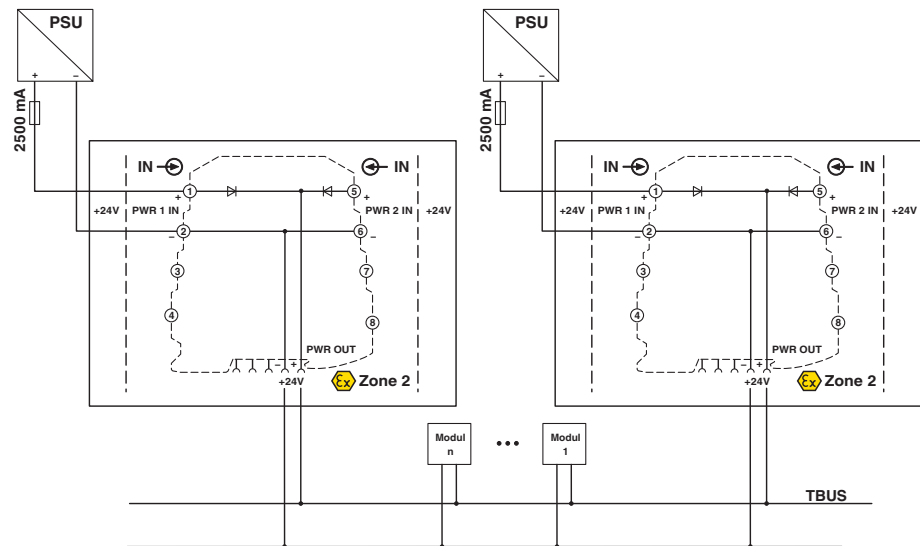 PSU
+ –
2500 mA
IN
IN
1
5
+
+
+24V
PWR 1 IN
PWR 2 IN
+24V
–
2
6
–
3
7
4
8
PWR OUT
– +
+24V
Ex Zone 2
PSU
+ –
2500 mA
IN
IN
1
5
+
+
+24V
PWR 1 IN
PWR 2 IN
+24V
–
2
6
–
3
7
4
8
PWR OUT
– +
+24V
Ex Zone 2
Modul
n
•••
Modul
1
TBUS